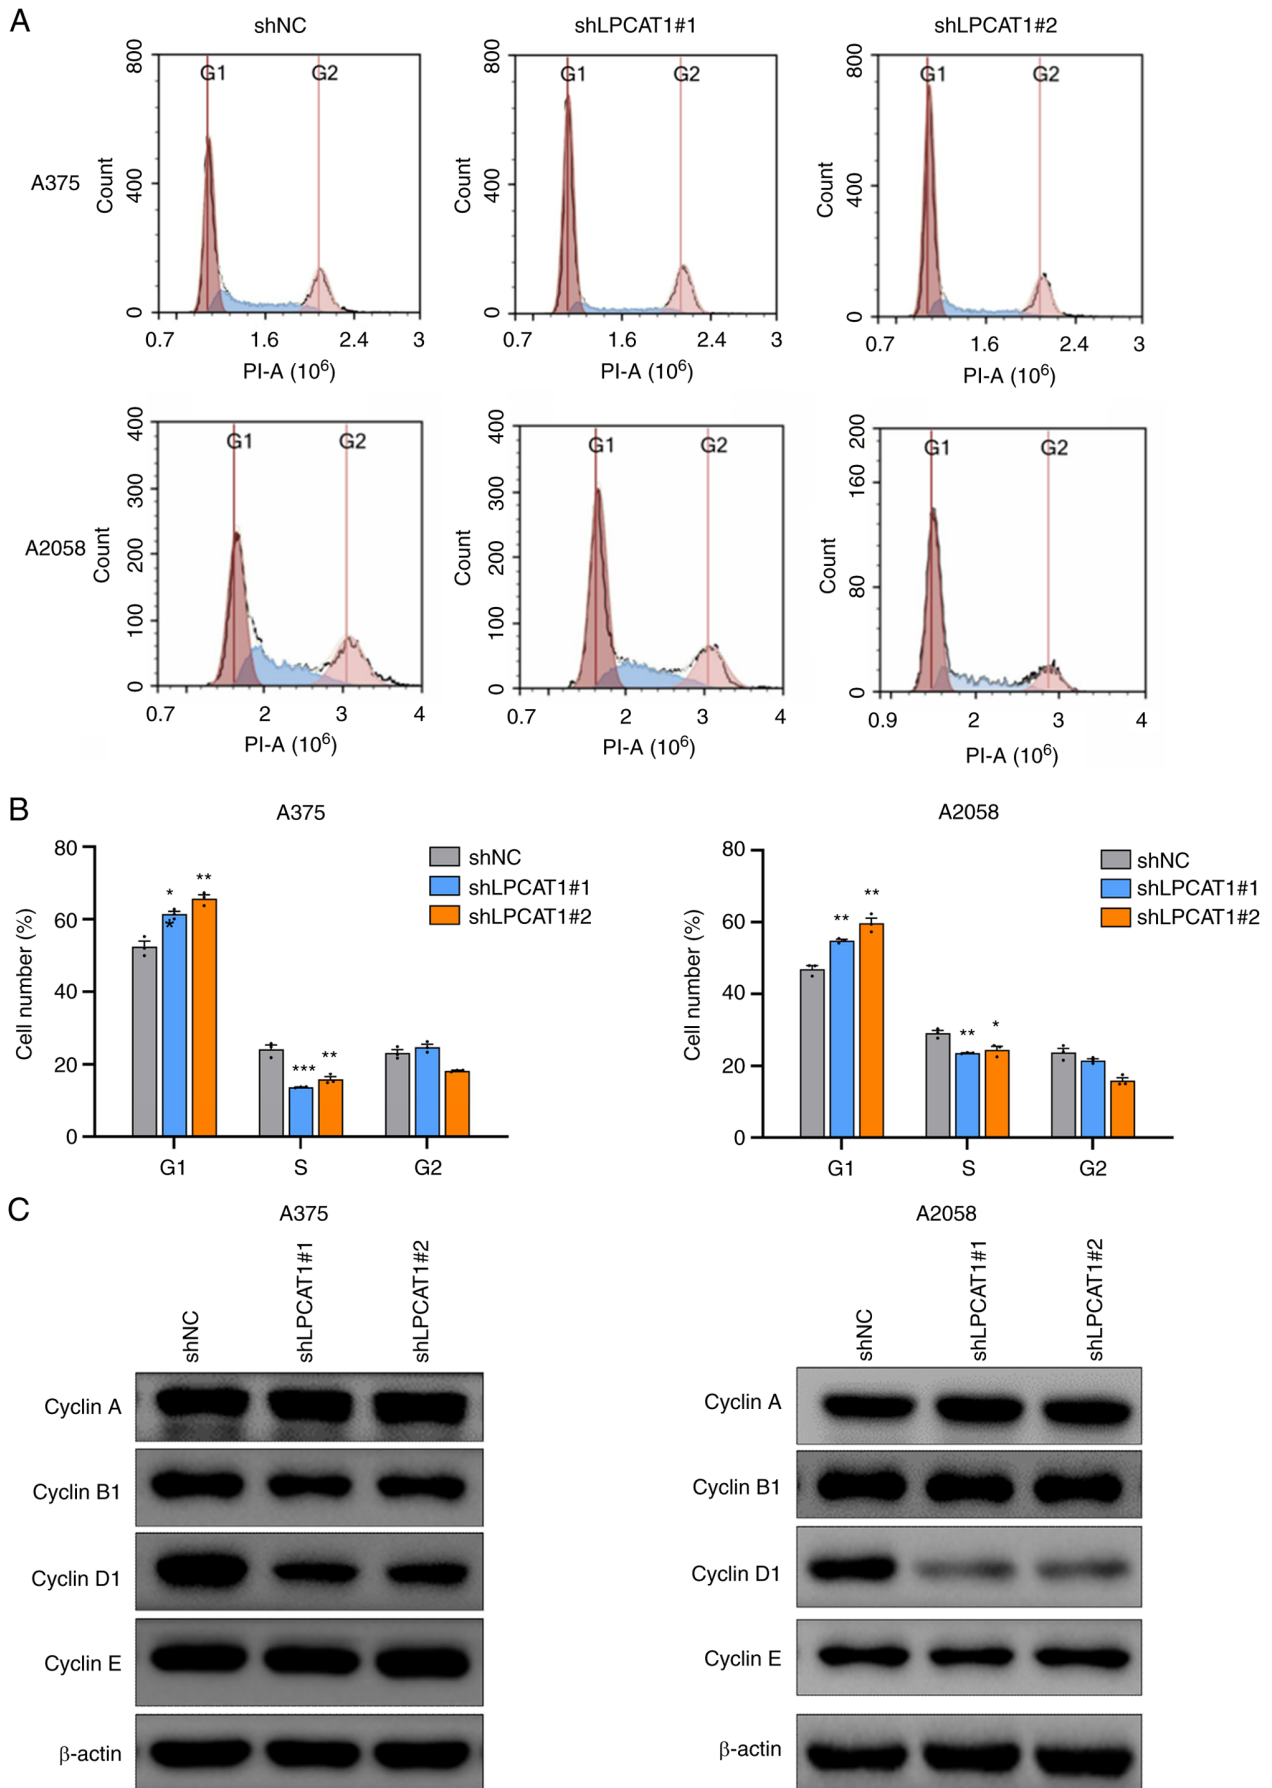 A
shNC shLPCAT1#1 shLPCAT1#2
A375
Count
800
400
0
G1 G2
0.7 1.6 2.4 3
PI-A (10⁶)
Count
800
400
0
G1 G2
0.7 1.6 2.4 3
PI-A (10⁶)
Count
800
400
0
G1 G2
0.7 1.6 2.4 3
PI-A (10⁶)
A2058
Count
400
300
200
100
0
G1 G2
0.7 2 3 4
PI-A (10⁶)
Count
400
300
200
100
0
G1 G2
0.7 2 3 4
PI-A (10⁶)
Count
200
160
80
0
G1 G2
0.9 2 3 4
PI-A (10⁶)
B
A375
Cell number (%)
80
60
40
20
0
* * **
*** **
G1 S G2
shNC
shLPCAT1#1
shLPCAT1#2
A2058
Cell number (%)
80
60
40
20
0
** **
** *
G1 S G2
shNC
shLPCAT1#1
shLPCAT1#2
C
A375
shNC shLPCAT1#1 shLPCAT1#2
Cyclin A
Cyclin B1
Cyclin D1
Cyclin E
β-actin
A2058
shNC shLPCAT1#1 shLPCAT1#2
Cyclin A
Cyclin B1
Cyclin D1
Cyclin E
β-actin